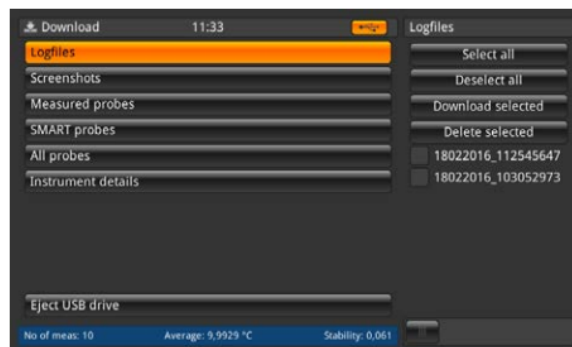 Download 11:33
Logfiles
Screenshots
Measured probes
SMART probes
All probes
Instrument details
Eject USB drive
No of meas: 10 Average: 9,9929 °C Stability: 0,061
Logfiles
Select all
Deselect all
Download selected
Delete selected
18022016_112545647
18022016_103052973